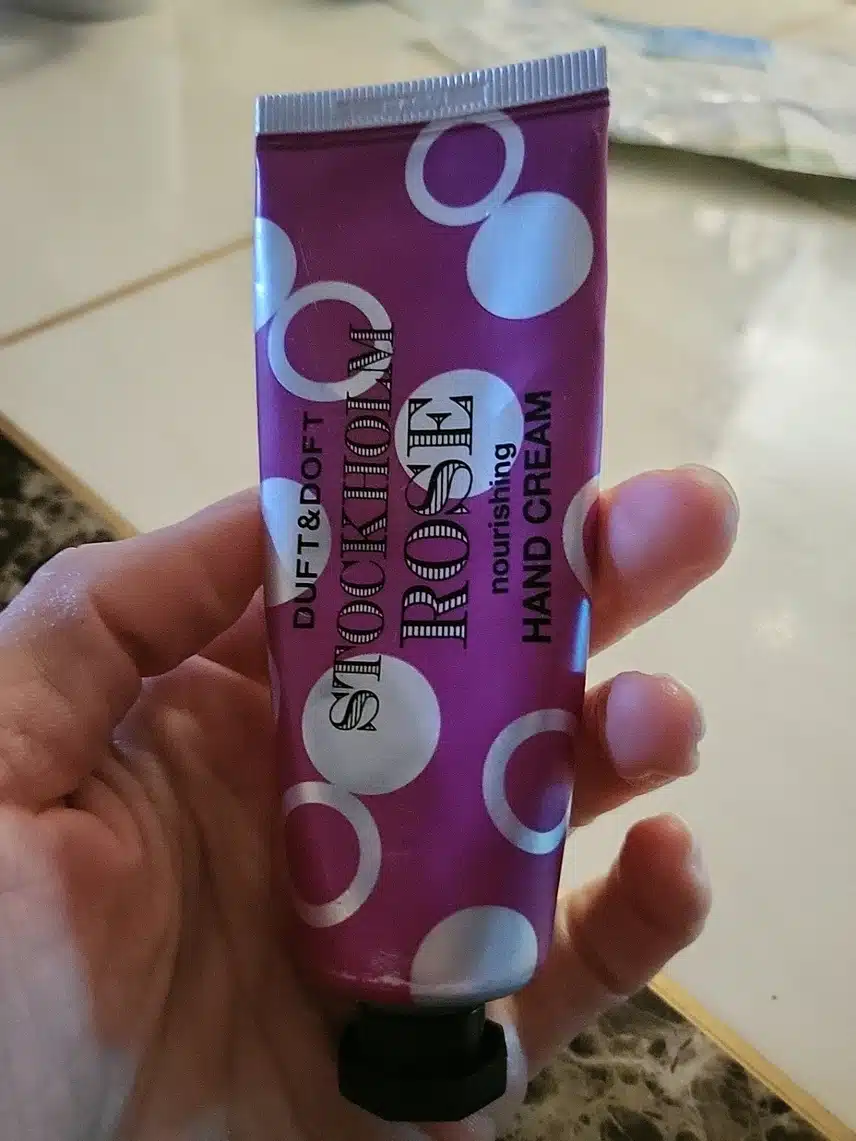 DUFT&DOFT
STOCKHOLM
ROSE
nourishing
HAND CREAM